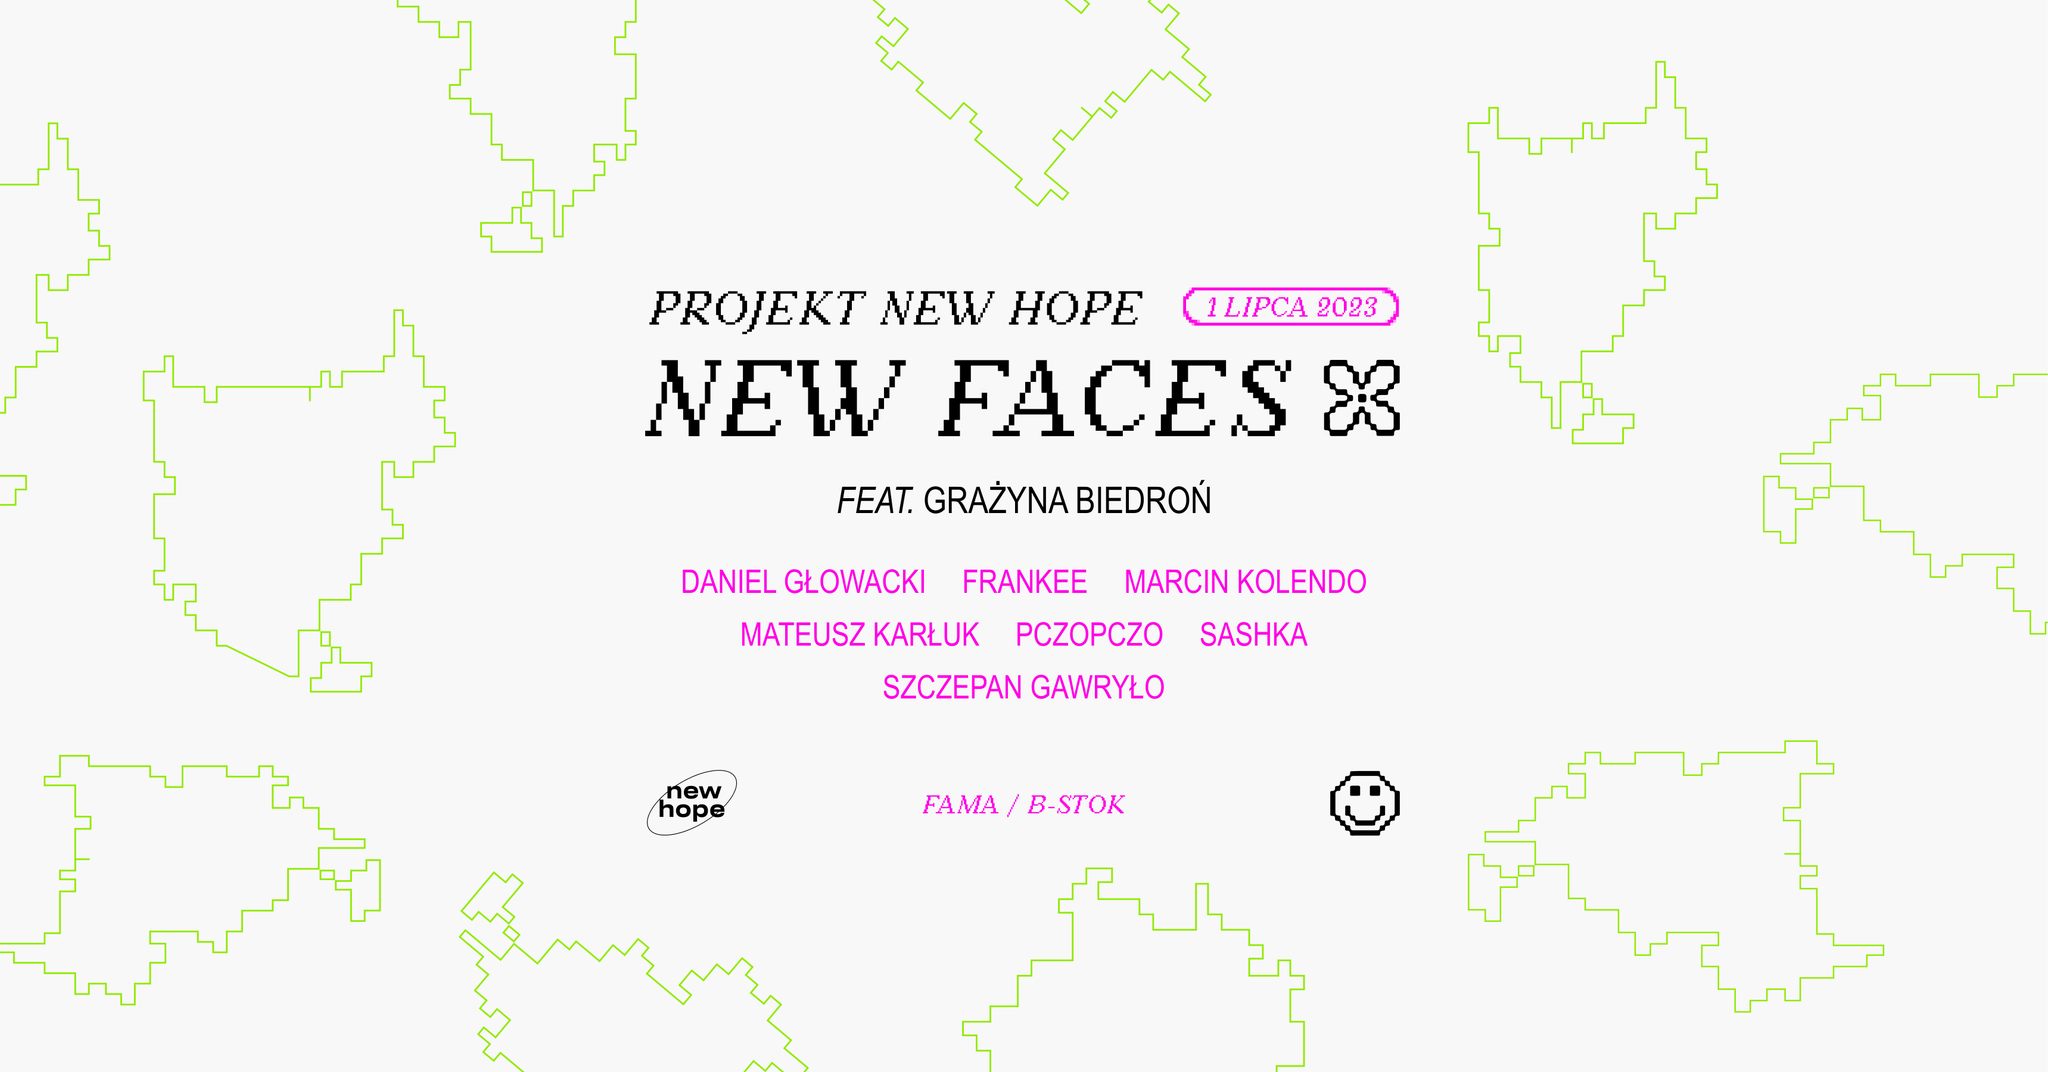 PROJEKT NEW HOPE 1 LIPCA 2023
NEW FACES
FEAT. GRAŻYNA BIEDROŃ
DANIEL GŁOWACKI FRANKEE MARCIN KOLENDO
MATEUSZ KARŁUK PCZOPCZO SASHKA
SZCZEPAN GAWRYŁO
new
hope
FAMA / B-STOK